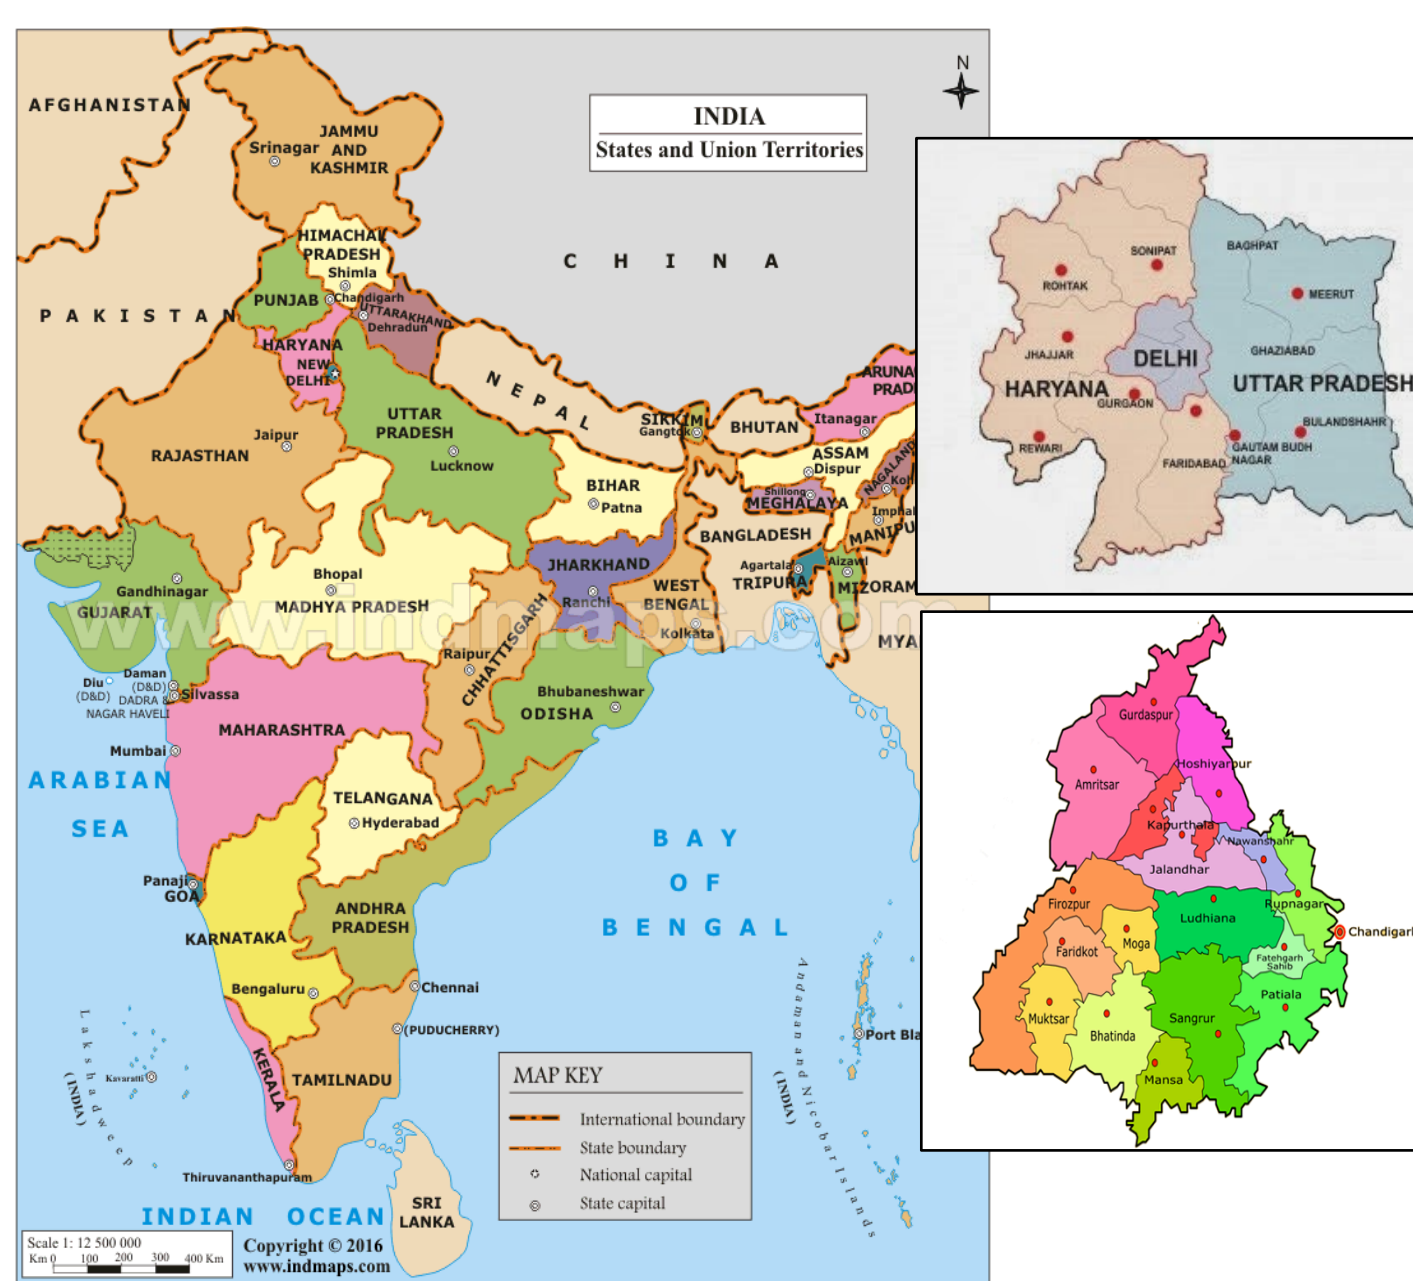 INDIA
States and Union Territories
N
AFGHANISTAN
JAMMU
AND
KASHMIR
Srinagar
HIMACHAL
PRADESH
Shimla
C H I N A
PUNJAB
Chandigarh
UTTARAKHAND
Dehradun
P A K I S T A N
HARYANA
NEW
DELHI
N E P A L
UTTAR
PRADESH
Lucknow
Jaipur
RAJASTHAN
SIKKIM
Gangtok
BHUTAN
Itanagar
ASSAM
Dispur
NAGALAND
Shillong
MEGHALAYA
BIHAR
Patna
BANGLADESH
Imphal
JHARKHAND
Ranchi
Agartala
TRIPURA
Aizawl
MIZORAM
WEST
BENGAL
Kolkata
Bhopal
MADHYA PRADESH
Gandhinagar
GUJARAT
www.indmaps.com
CHHATTISGARH
Raipur
Bhubaneshwar
ODISHA
Daman
(D&D)
Diu
(D&D)
DADRA &
NAGAR HAVELI
Silvassa
MAHARASHTRA
Mumbai
ARABIAN
SEA
TELANGANA
Hyderabad
B A Y
O F
B E N G A L
Panaji
GOA
ANDHRA
PRADESH
KARNATAKA
Bengaluru
Chennai
(PUDUCHERRY)
KERALA
TAMILNADU
Lakshadweep
(INDIA)
Kavaratti
Andaman and Nicobar Islands
(INDIA)
Thiruvananthapuram
INDIAN OCEAN
SRI
LANKA
MAP KEY
International boundary
State boundary
National capital
State capital
Scale 1: 12 500 000
Km 0 100 200 300 400 Km
Copyright © 2016
www.indmaps.com
SONIPAT
BAGHPAT
ROHTAK
MEERUT
JHAJJAR
DELHI
GHAZIABAD
HARYANA
UTTAR PRADESH
GURGAON
BULANDSHAHR
REWARI
FARIDABAD
GAUTAM BUDH
NAGAR
Gurdaspur
Hoshiyarpur
Amritsar
Kapurthala
Nawanshahr
Jalandhar
Firozpur
Ludhiana
Rupnagar
Moga
Faridkot
Fatehgarh
Sahib
Patiala
Muktsar
Bhatinda
Sangrur
Mansa